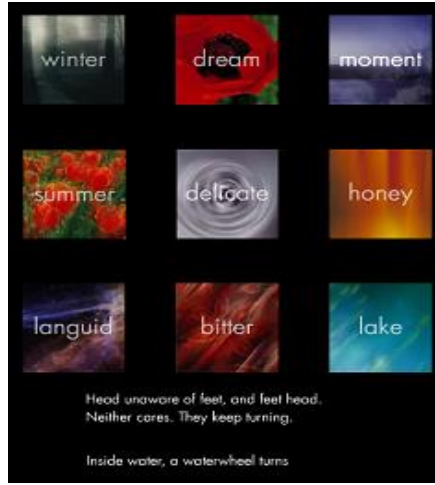 winter
dream
moment
summer
delicate
honey
languid
bitter
lake
Head unaware of feet, and feet head.
Neither cares. They keep turning.
Inside water, a waterwheel turns